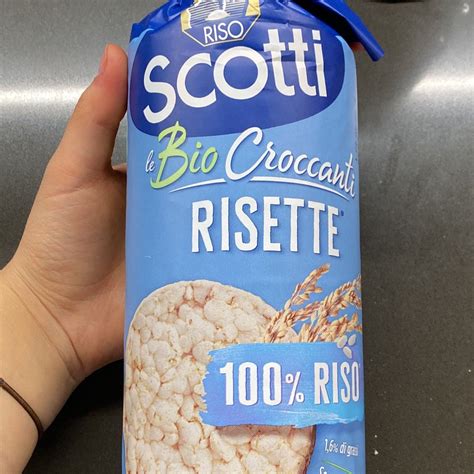 RISO
Scotti
le Bio Croccanti
RISETTE
100% RISO
1,6% di grassi